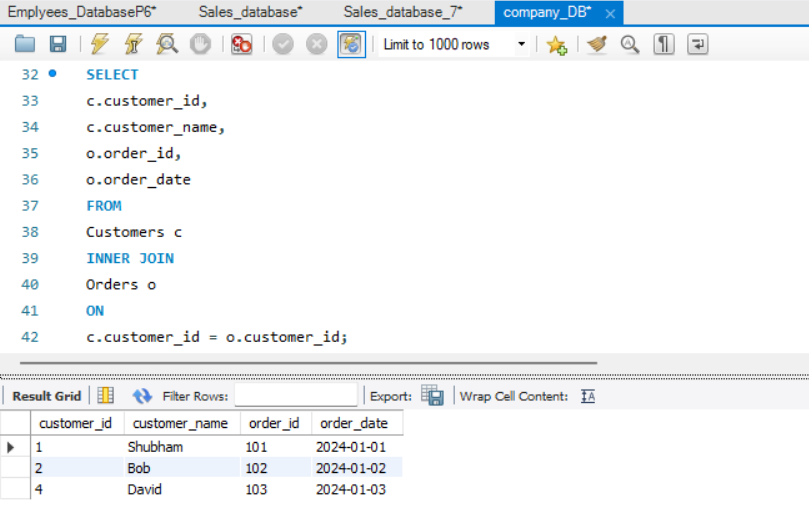 Emplyees_DatabaseP6* Sales_database* Sales_database_7* company_DB* ×
Limit to 1000 rows
32 SELECT
33 c.customer_id,
34 c.customer_name,
35 o.order_id,
36 o.order_date
37 FROM
38 Customers c
39 INNER JOIN
40 Orders o
41 ON
42 c.customer_id = o.customer_id;
Result Grid Filter Rows: Export: Wrap Cell Content: IA
customer_id customer_name order_id order_date
1 Shubham 101 2024-01-01
2 Bob 102 2024-01-02
4 David 103 2024-01-03